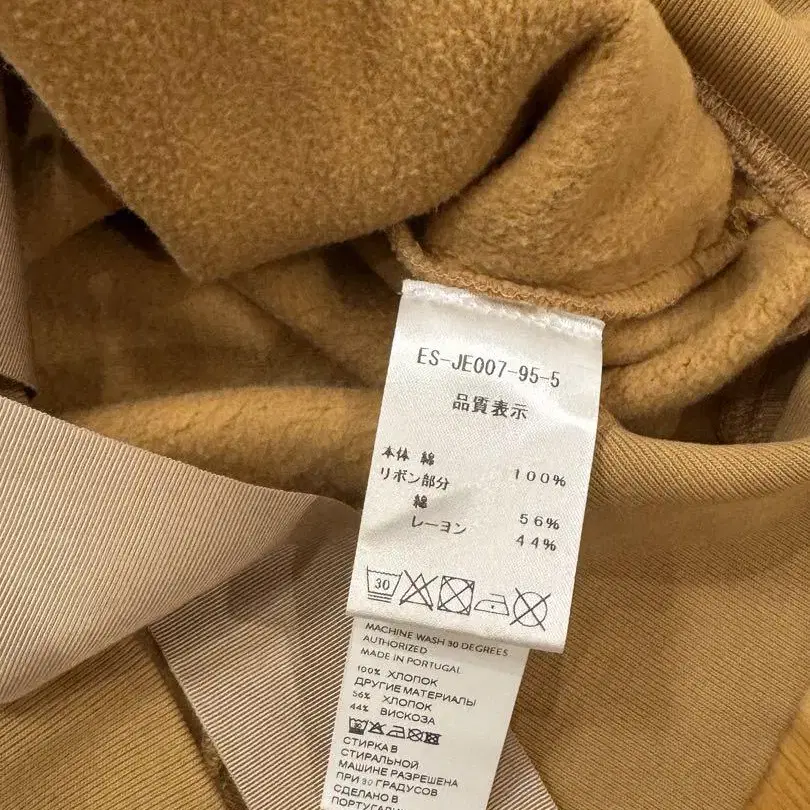 ES-JE007-95-5
品質表示
本体 綿 100%
リボン部分
綿 56%
レーヨン 44%
30
MACHINE WASH 30 DEGREES
AUTHORIZED
MADE IN PORTUGAL
100% ХЛОПОК
ДРУГИЕ МАТЕРИАЛЫ
56% ХЛОПОК
44% ВИСКОЗА
СТИРКА В
СТИРАЛЬНОЙ
МАШИНЕ РАЗРЕШЕНА
ПРИ 30 ГРАДУСОВ
СДЕЛАНО В
ПОРТУГАЛИИ